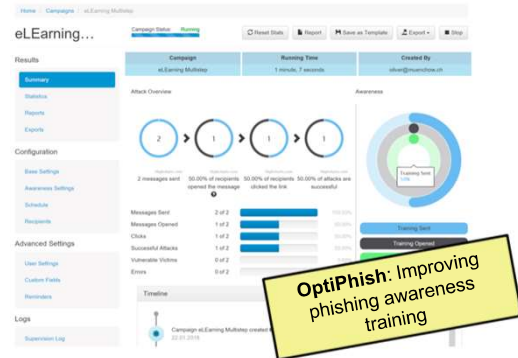 Home / Campaigns / eLEarning Multistep
eLEarning...
Campaign Status: Running
Reset Stats
Report
Save as Template
Export
Stop
Results
Summary
Statistics
Reports
Exports
Configuration
Base Settings
Awareness Settings
Schedule
Recipients
Advanced Settings
User Settings
Custom Fields
Reminders
Logs
Supervision Log
Campaign Running Time Created By
eLEarning Multistep 1 minute, 7 seconds
Attack Overview
Awareness
2 1 1 1
2 messages sent
50.00% of recipients opened the message
50.00% of recipients clicked the link
50.00% of attacks are successful
Training Sent
Messages Sent 2 of 2 100.00%
Messages Opened 1 of 2
Clicks 1 of 2
Successful Attacks 1 of 2
Vulnerable Victims 0 of 2
Errors 0 of 2
Training Sent
Training Opened
Timeline
Campaign eLEarning Multistep created
22.01.2018
OptiPhish: Improving
phishing awareness
training